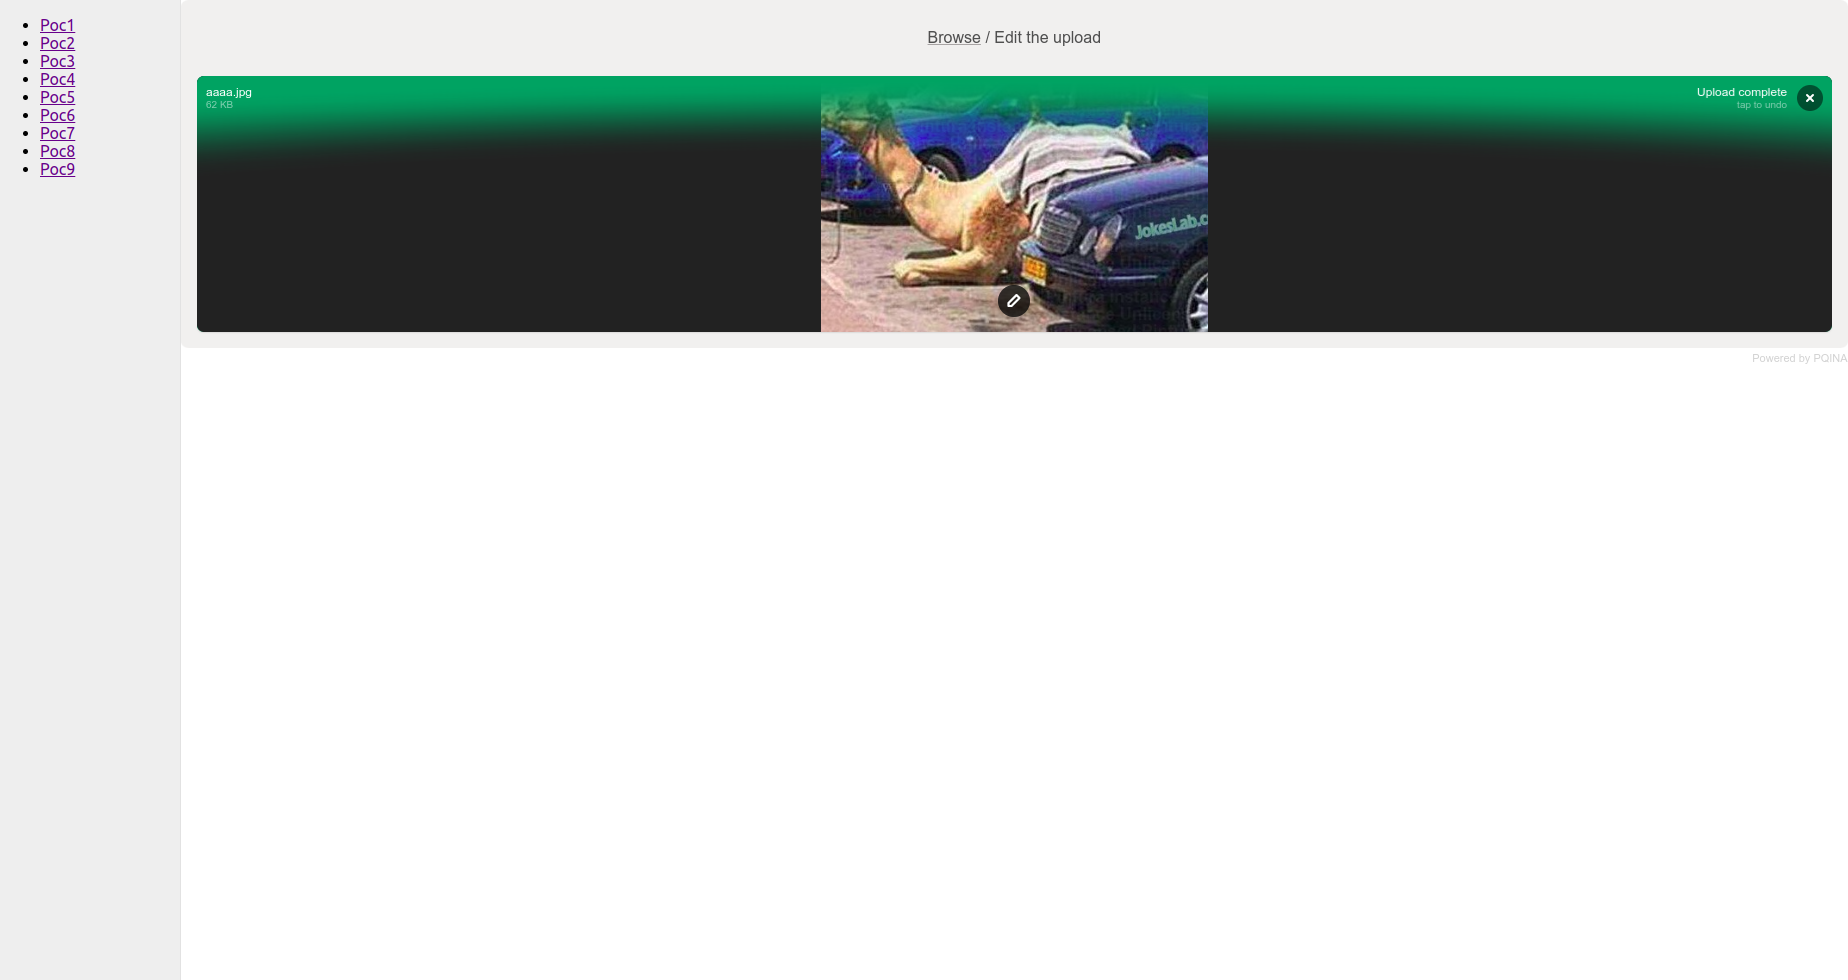 Poc1
Poc2
Poc3
Poc4
Poc5
Poc6
Poc7
Poc8
Poc9
Browse / Edit the upload
aaaa.jpg
62 KB
Upload complete
tap to undo
JokesLab.c
Powered by PQINA